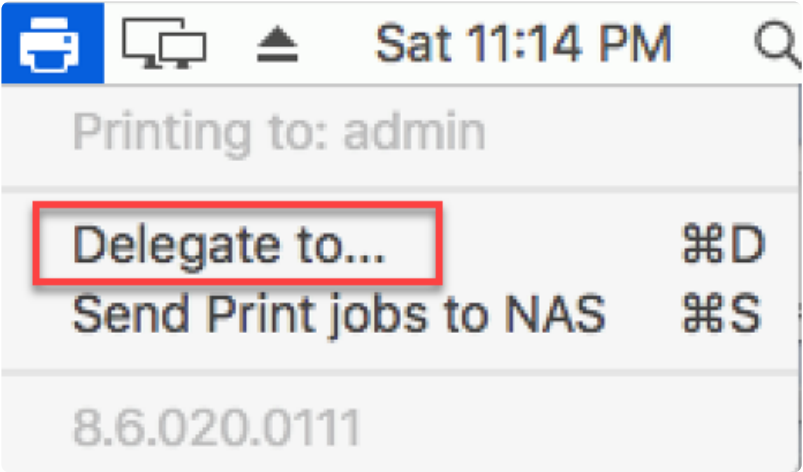 Sat 11:14 PM
Printing to: admin
Delegate to... ⌘D
Send Print jobs to NAS ⌘S
8.6.020.0111